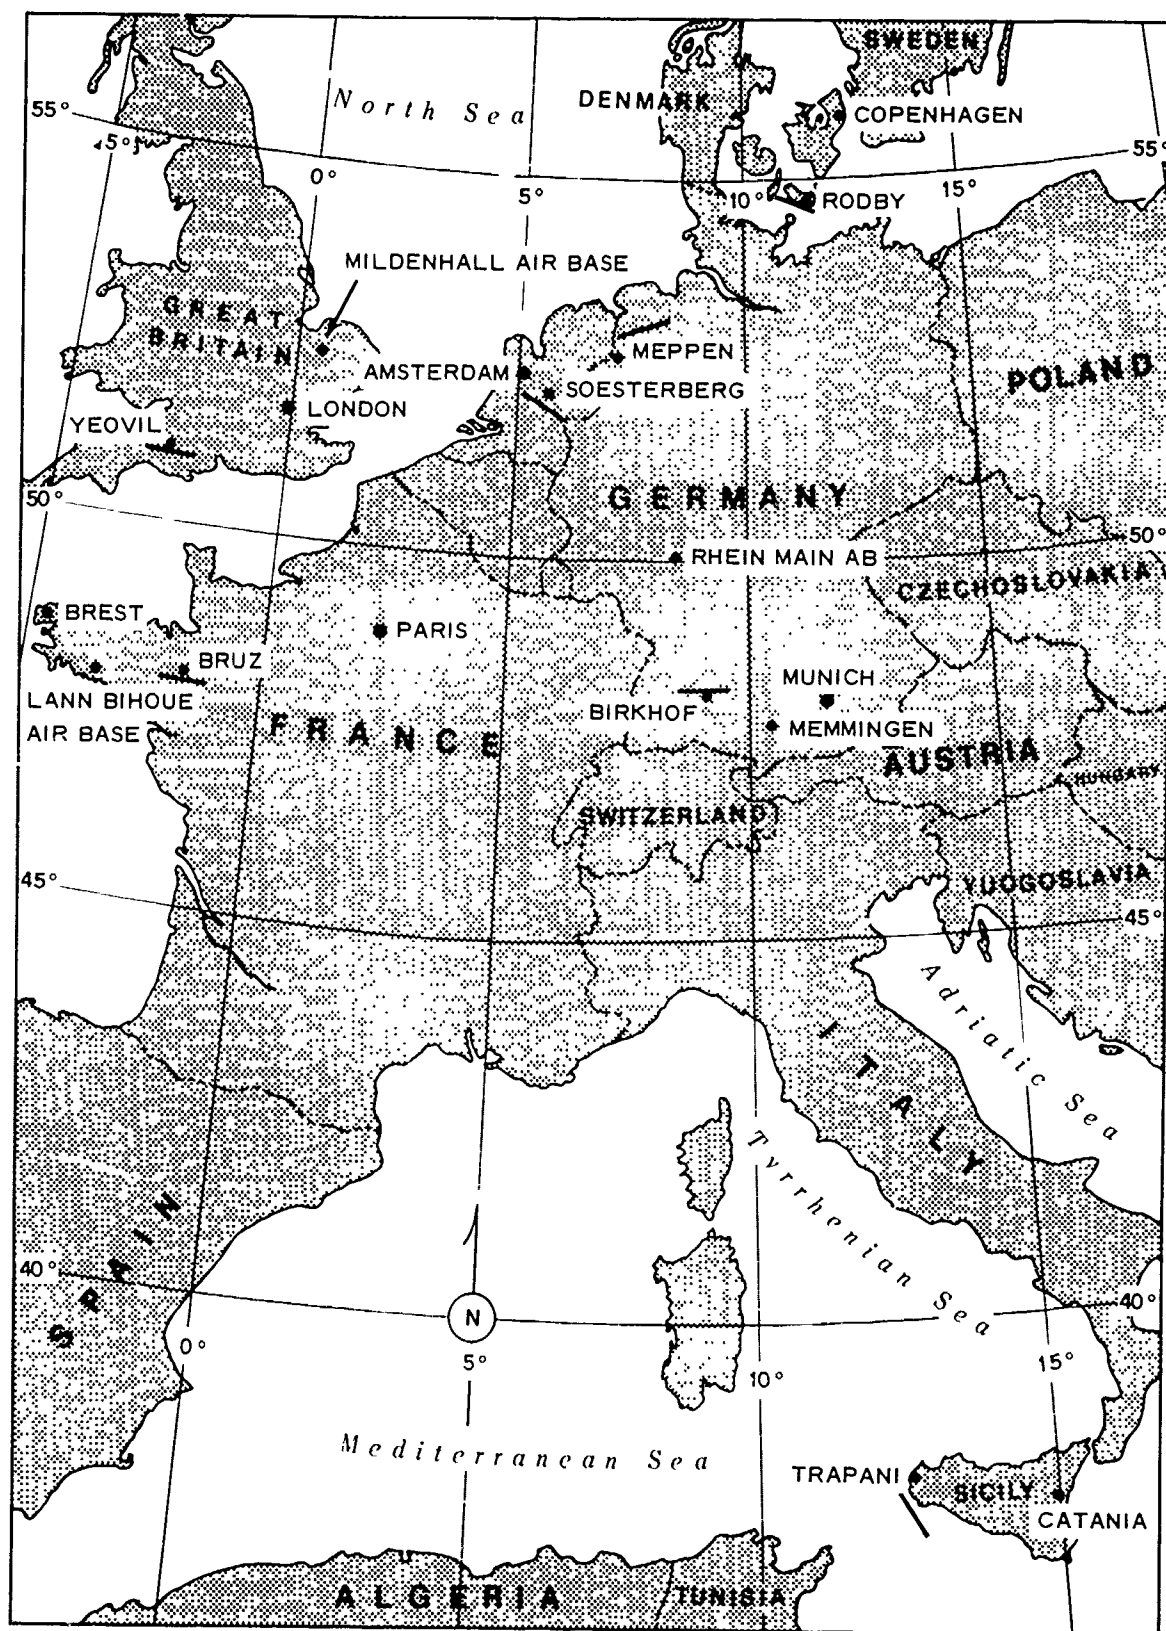 SWEDEN
North Sea
DENMARK
COPENHAGEN
55°
5°
55°
0°
5°
10°
15°
RODBY
MILDENHALL AIR BASE
GREAT
BRITAIN
MEPPEN
AMSTERDAM
SOESTERBERG
POLAND
LONDON
YEOVIL
50°
GERMANY
50°
RHEIN MAIN AB
CZECHOSLOVAKIA
BREST
PARIS
BRUZ
MUNICH
LANN BIHOUE
AIR BASE
BIRKHOF
MEMMINGEN
FRANCE
AUSTRIA
HUNGARY
SWITZERLAND
45°
YUOGOSLAVIA
45°
Adriatic Sea
ITALY
Tyrrhenian Sea
SPAIN
40°
N
40°
0°
5°
10°
15°
Mediterranean Sea
TRAPANI
SICILY
CATANIA
ALGERIA
TUNISIA